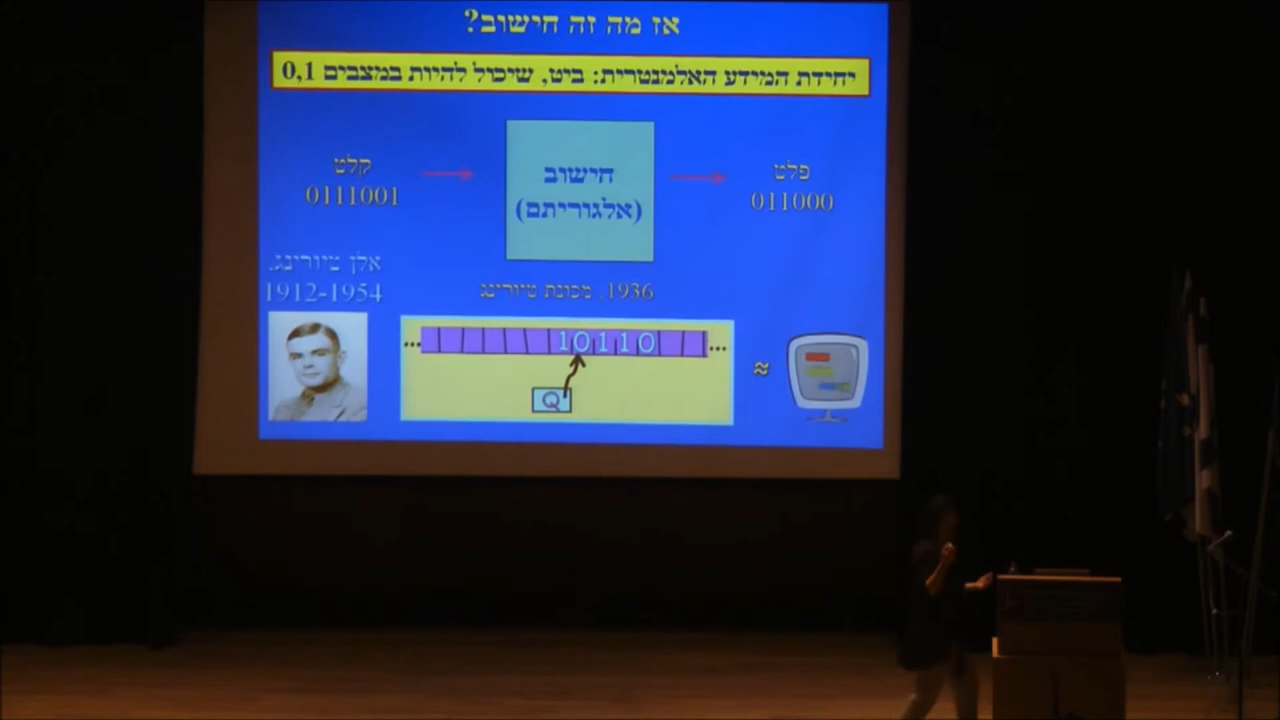 אז מה זה חישוב?
יחידת המידע האלמנטרית: ביט, שיכול להיות במצבים 0,1
קלט
0111001
חישוב
(אלגוריתם)
פלט
011000
אלן טיורינג.
1912-1954
1936. מכונת טיורינג
... 10110 ...
Q
≈